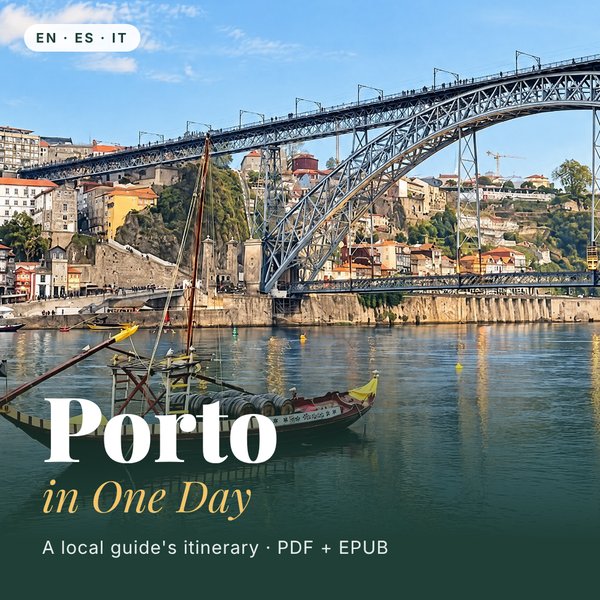 EN · ES · IT
Porto
in One Day
A local guide's itinerary · PDF + EPUB